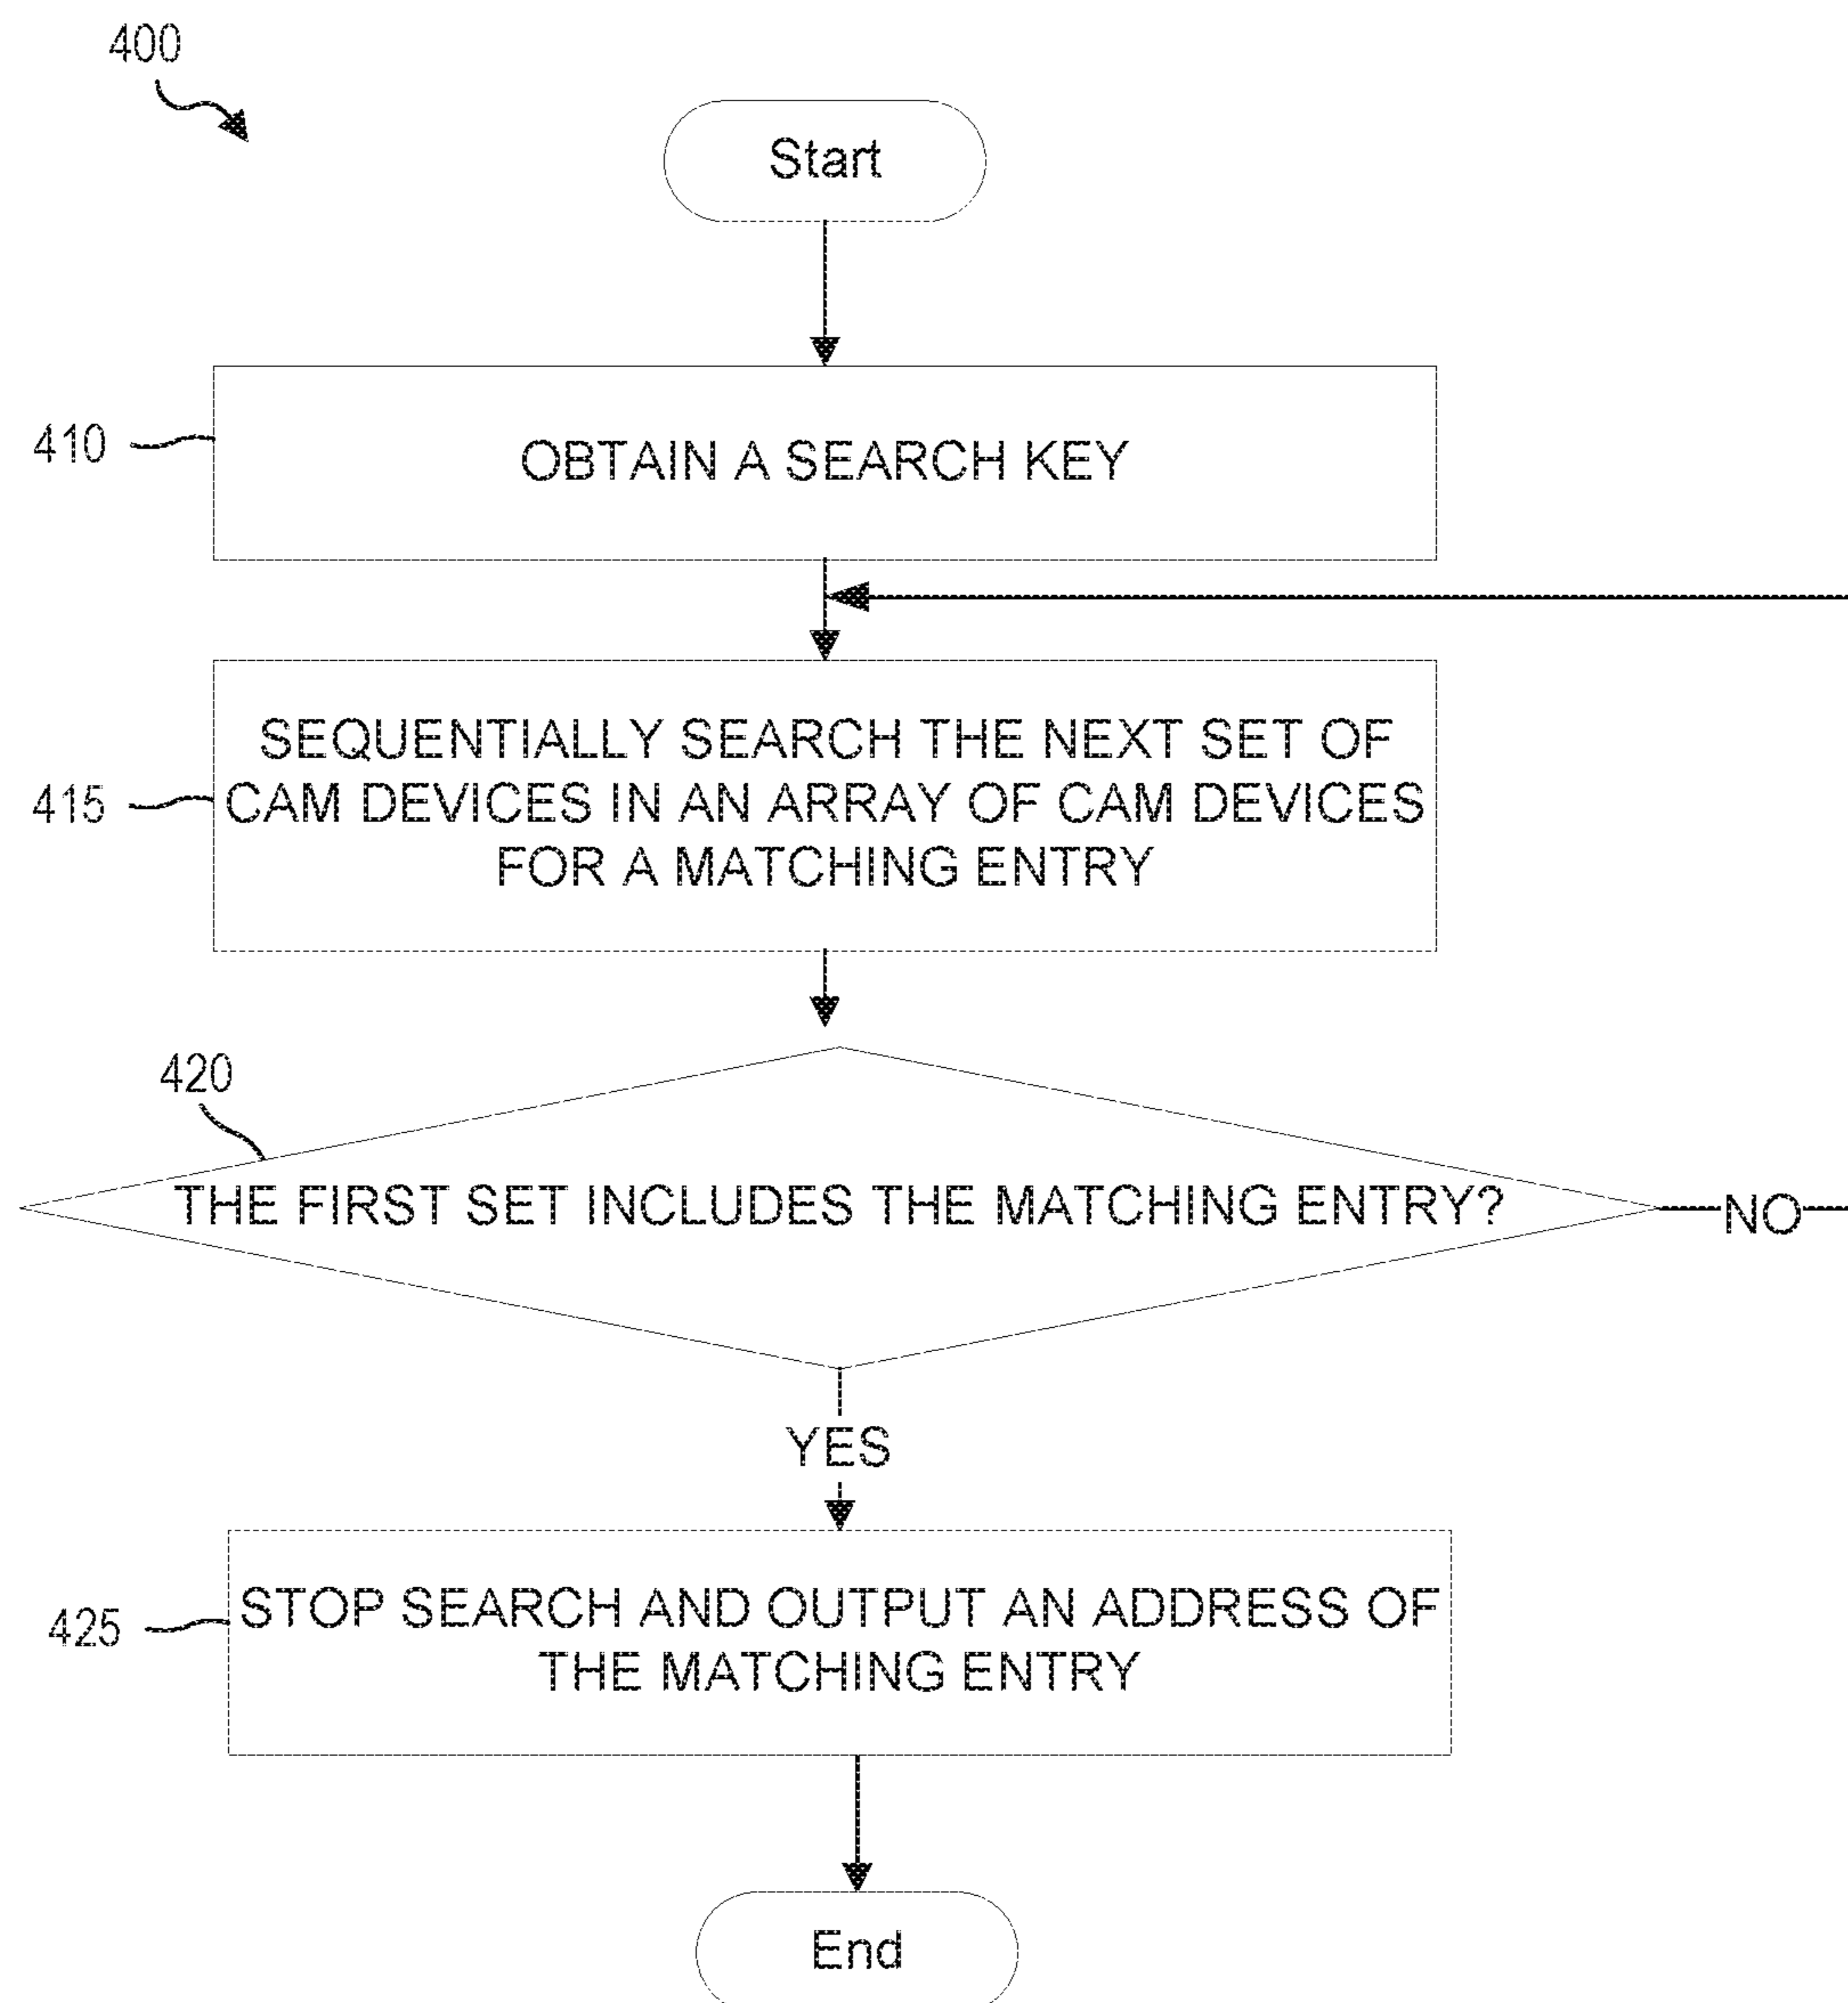 400
Start
410
OBTAIN A SEARCH KEY
415
SEQUENTIALLY SEARCH THE NEXT SET OF
CAM DEVICES IN AN ARRAY OF CAM DEVICES
FOR A MATCHING ENTRY
420
THE FIRST SET INCLUDES THE MATCHING ENTRY?
NO
YES
425
STOP SEARCH AND OUTPUT AN ADDRESS OF
THE MATCHING ENTRY
End